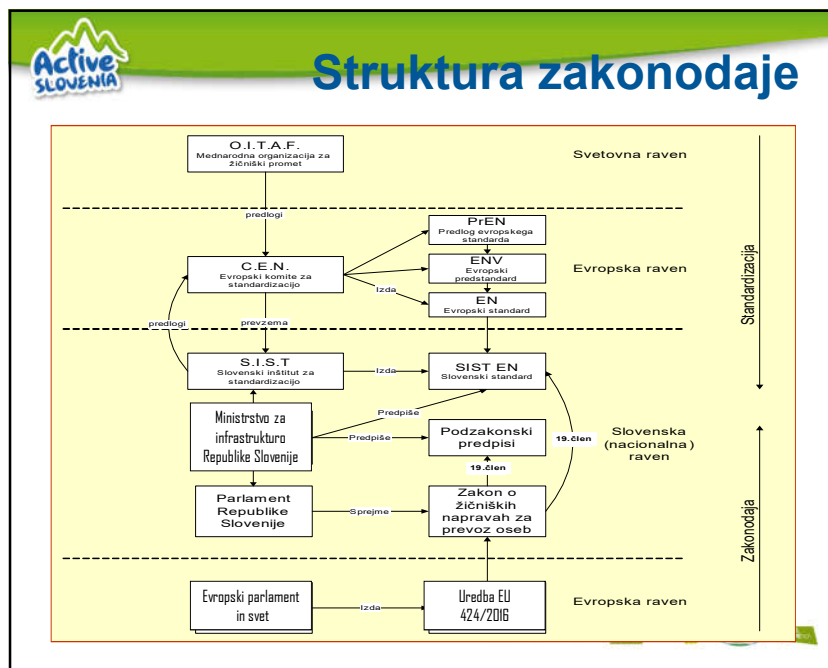 Active
SLOVENIA
Struktura zakonodaje
O.I.T.A.F.
Mednarodna organizacija za
žičniški promet
Svetovna raven
predlogi
PrEN
Predlog evropskega
standarda
C.E.N.
Evropski komite za
standardizacijo
ENV
Evropski
predstandard
Evropska raven
Izda
EN
Evropski standard
Standardizacija
predlogi
prevzema
S.I.S.T
Slovenski inštitut za
standardizacijo
Izda
SIST EN
Slovenski standard
Predpiše
Ministrstvo za
infrastrukturo
Republike Slovenije
Predpiše
Podzakonski
predpisi
19.člen
Slovenska
(nacionalna)
raven
19.člen
Parlament
Republike
Slovenije
Sprejme
Zakon o
žičniških
napravah za
prevoz oseb
Zakonodaja
Evropski parlament
in svet
Izda
Uredba EU
424/2016
Evropska raven